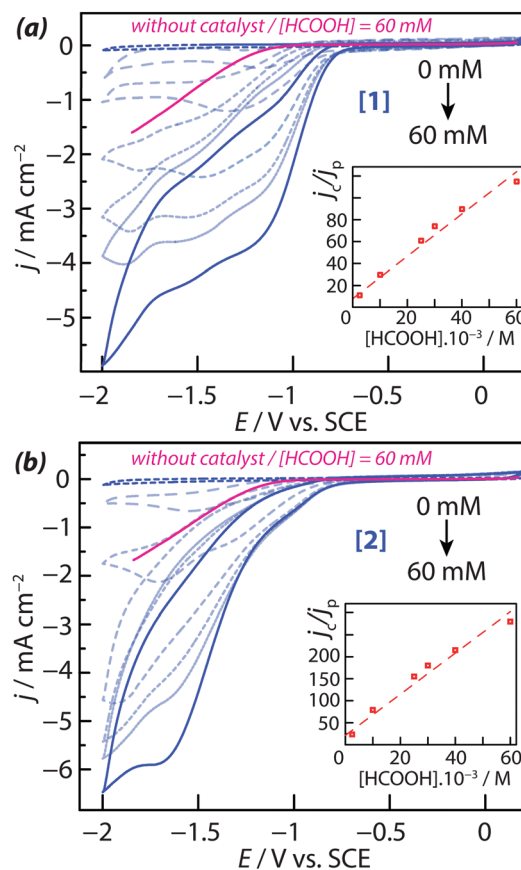 (a)
without catalyst / [HCOOH] = 60 mM
0
−1
−2
−3
−4
−5
j / mA cm−2
[1]
0 mM
60 mM
jc/jp
80
60
40
20
0
20
40
60
[HCOOH].10−3 / M
−2
−1.5
−1
−0.5
0
E / V vs. SCE
(b)
without catalyst / [HCOOH] = 60 mM
0
−1
−2
−3
−4
−5
−6
j / mA cm−2
[2]
0 mM
60 mM
jc/jp
200
150
100
50
0
20
40
60
[HCOOH].10−3 / M
−2
−1.5
−1
−0.5
0
E / V vs. SCE